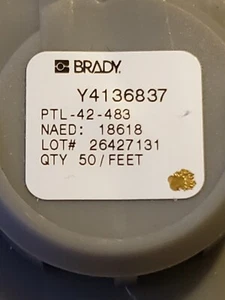 BRADY.
Y4136837
PTL-42-483
NAED: 18618
LOT# 26427131
QTY 50/FEET